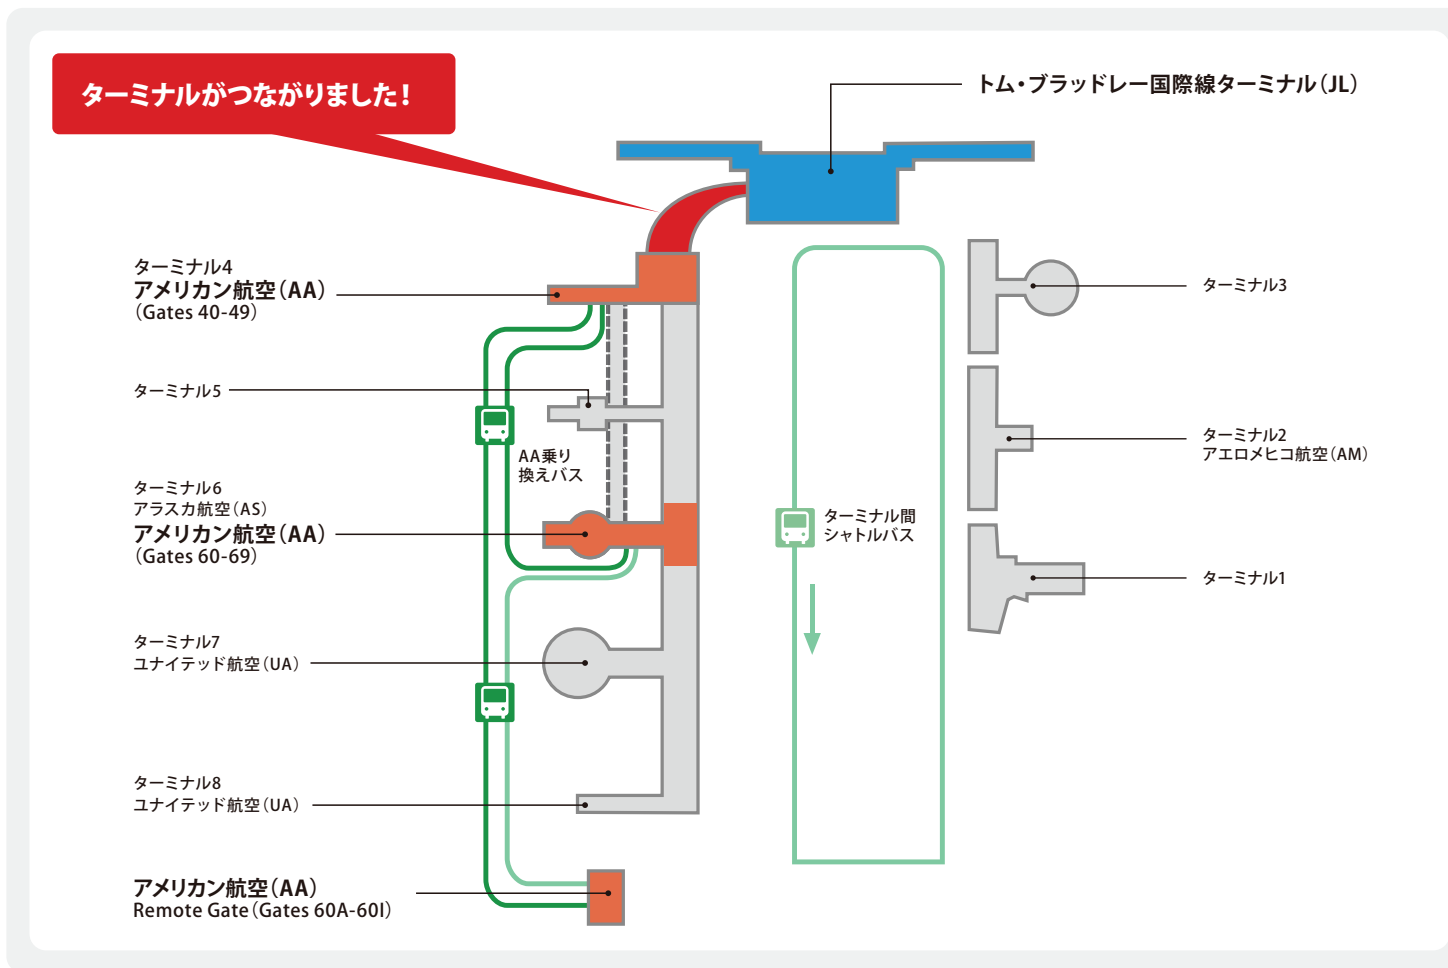 ターミナルがつながりました！
トム・ブラッドレー国際線ターミナル（JL）
ターミナル4
アメリカン航空（AA）
(Gates 40-49)
ターミナル5
AA乗り
換えバス
ターミナル6
アラスカ航空（AS）
アメリカン航空（AA）
(Gates 60-69)
ターミナル7
ユナイテッド航空（UA）
ターミナル8
ユナイテッド航空（UA）
アメリカン航空（AA）
Remote Gate（Gates 60A-60I）
ターミナル間
シャトルバス
ターミナル3
ターミナル2
アエロメヒコ航空（AM）
ターミナル1